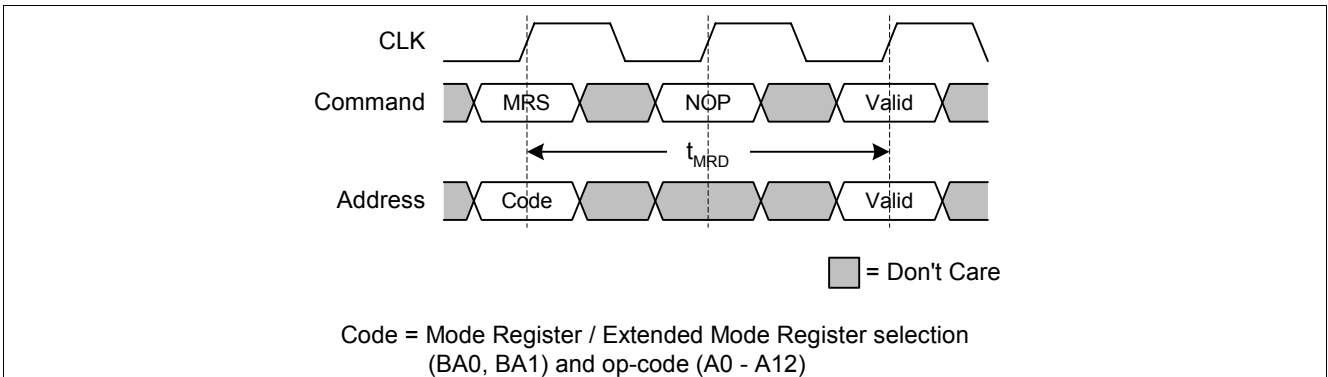 CLK
Command MRS NOP Valid
tMRD
Address Code Valid
= Don't Care
Code = Mode Register / Extended Mode Register selection
(BA0, BA1) and op-code (A0 - A12)